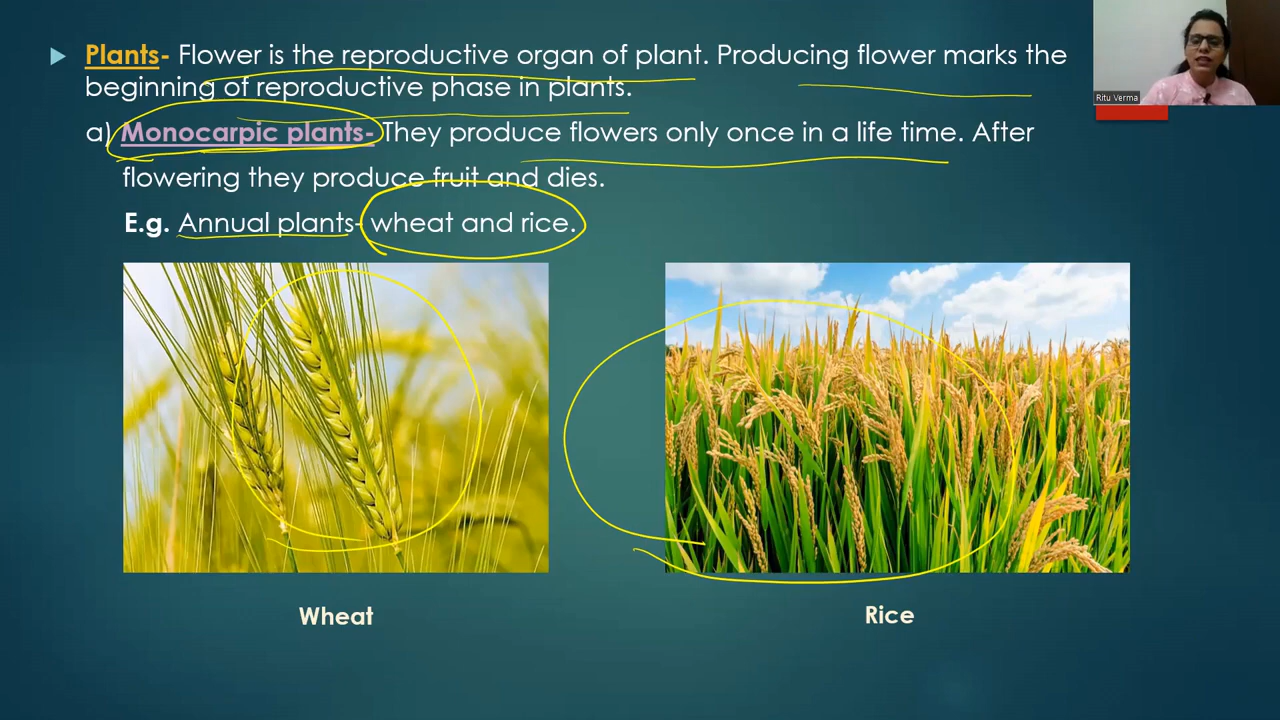 Plants- Flower is the reproductive organ of plant. Producing flower marks the
beginning of reproductive phase in plants.
a) Monocarpic plants- They produce flowers only once in a life time. After
flowering they produce fruit and dies.
E.g. Annual plants- wheat and rice.
Ritu Verma
Wheat
Rice